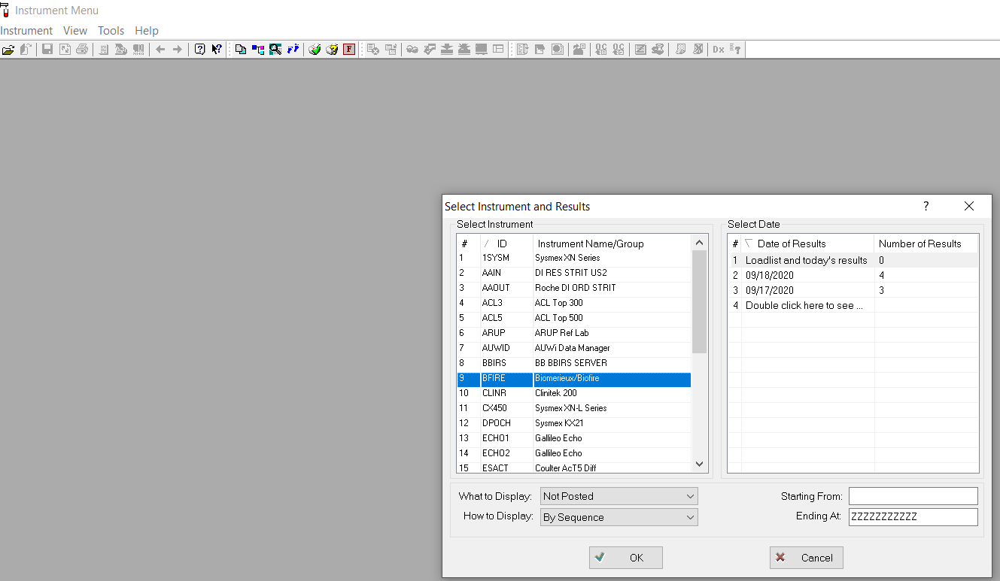 Instrument Menu
Instrument View Tools Help
F QC QC Dx
Select Instrument and Results ?
Select Instrument
# ID Instrument Name/Group
1 1SYSM Sysmex XN Series
2 AAIN DI RES STRIT US2
3 AAOUT Roche DI ORD STRIT
4 ACL3 ACL Top 300
5 ACL5 ACL Top 500
6 ARUP ARUP Ref Lab
7 AUWID AUWi Data Manager
8 BBIRS BB BBIRS SERVER
9 BFIRE Biomerieux/Biofire
10 CLINR Clinitek 200
11 CX450 Sysmex XN-L Series
12 DPOCH Sysmex KX21
13 ECHO1 Gallileo Echo
14 ECHO2 Gallileo Echo
15 ESACT Coulter AcT5 Diff
Select Date
# Date of Results Number of Results
1 Loadlist and today's results 0
2 09/18/2020 4
3 09/17/2020 3
4 Double click here to see ...
What to Display: Not Posted
How to Display: By Sequence
Starting From:
Ending At: ZZZZZZZZZZZ
OK Cancel